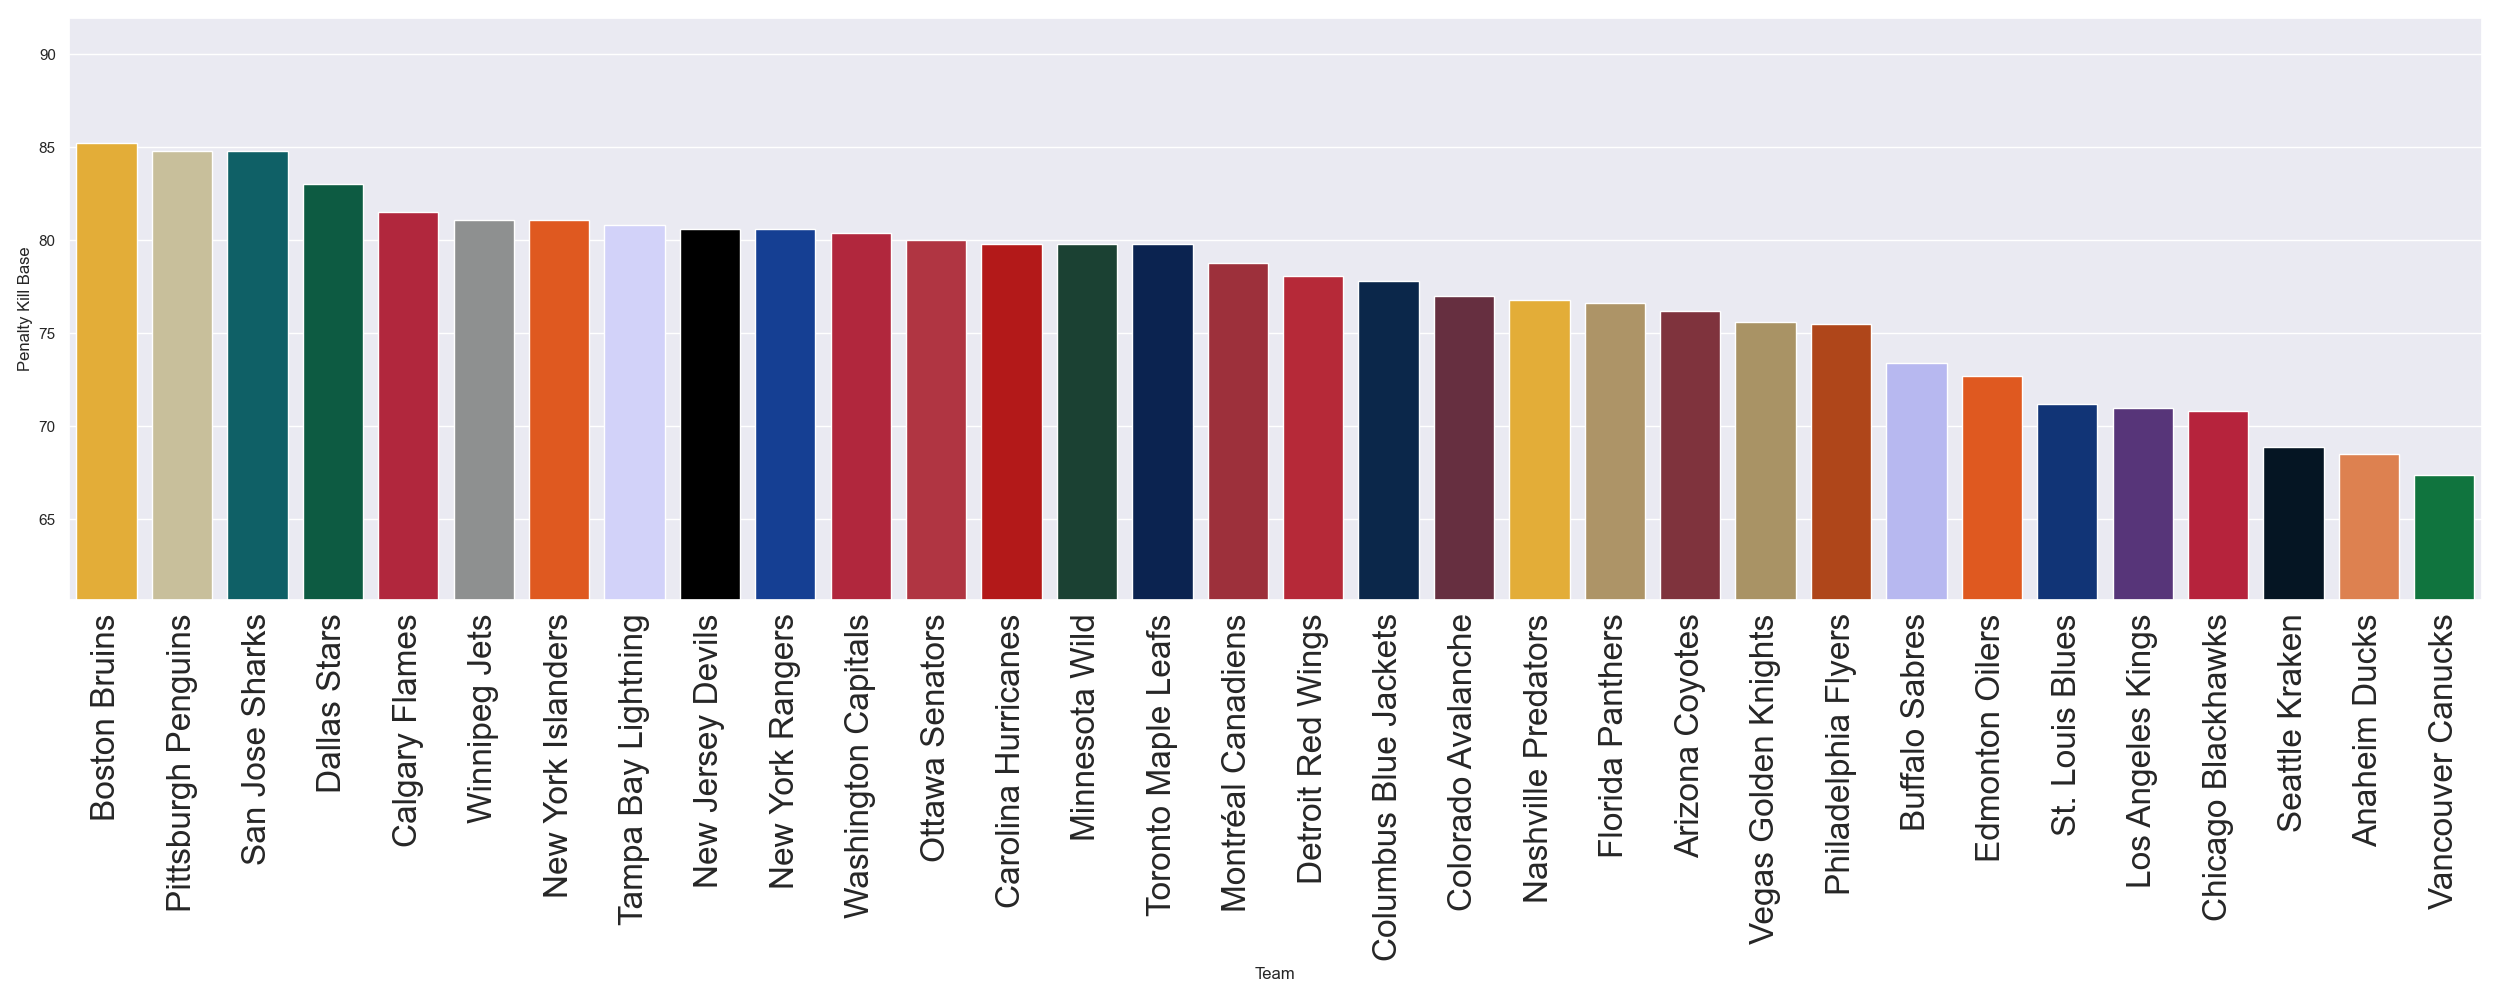 90
85
80
75
70
65
Penalty Kill Base
Boston Bruins
Pittsburgh Penguins
San Jose Sharks
Dallas Stars
Calgary Flames
Winnipeg Jets
New York Islanders
Tampa Bay Lightning
New Jersey Devils
New York Rangers
Washington Capitals
Ottawa Senators
Carolina Hurricanes
Minnesota Wild
Toronto Maple Leafs
Montréal Canadiens
Detroit Red Wings
Columbus Blue Jackets
Colorado Avalanche
Nashville Predators
Florida Panthers
Arizona Coyotes
Vegas Golden Knights
Philadelphia Flyers
Buffalo Sabres
Edmonton Oilers
St. Louis Blues
Los Angeles Kings
Chicago Blackhawks
Seattle Kraken
Anaheim Ducks
Vancouver Canucks
Team